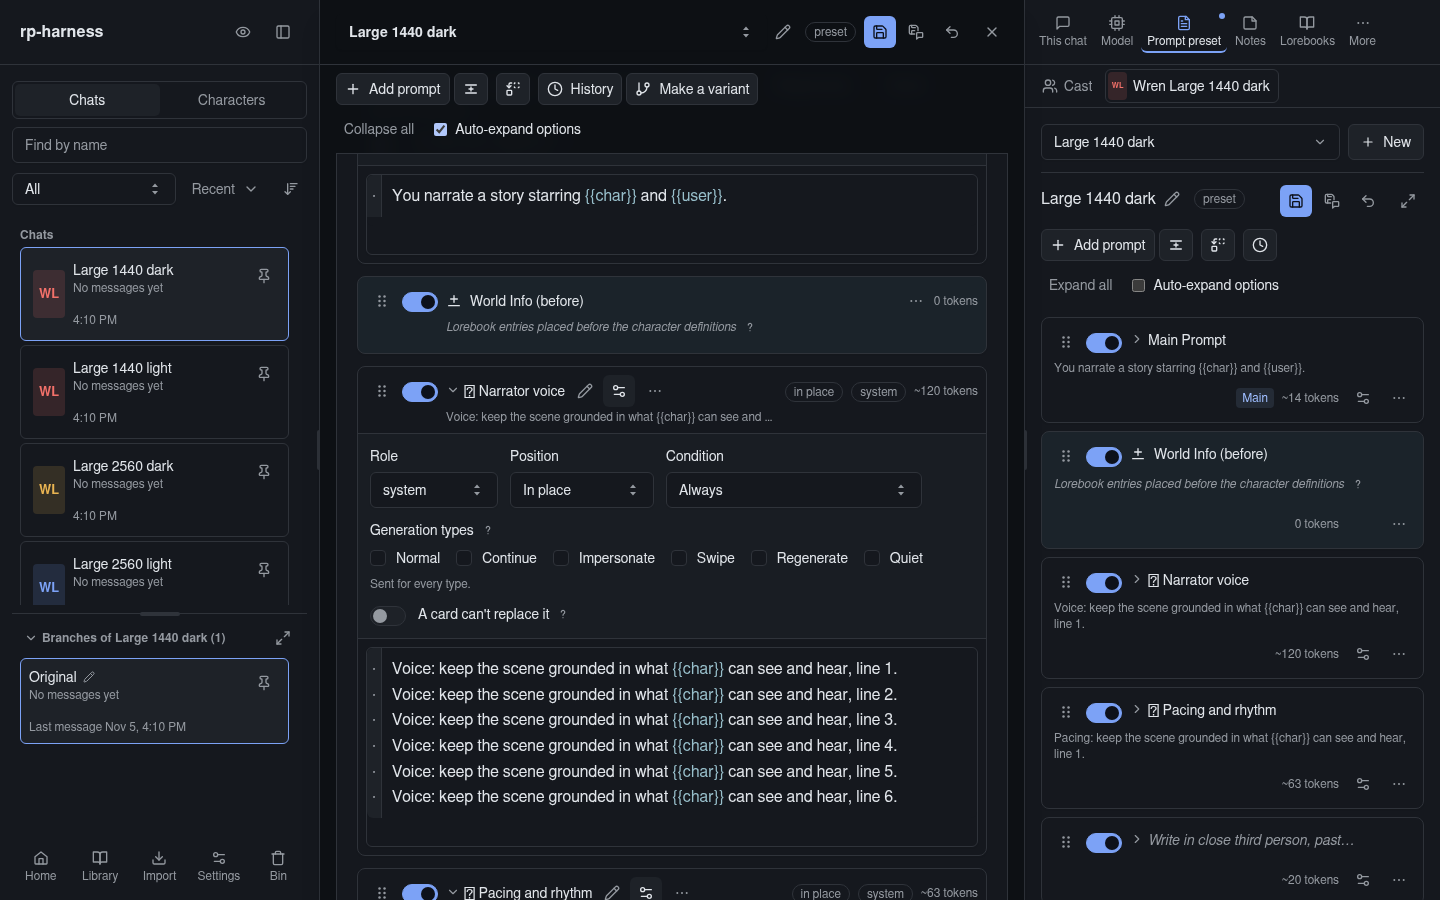 rp-harness
Chats
Characters
Find by name
All
Recent
Chats
WL
Large 1440 dark
No messages yet
4:10 PM
WL
Large 1440 light
No messages yet
4:10 PM
WL
Large 2560 dark
No messages yet
4:10 PM
WL
Large 2560 light
No messages yet
Branches of Large 1440 dark (1)
Original
No messages yet
Last message Nov 5, 4:10 PM
Home
Library
Import
Settings
Bin
Large 1440 dark
preset
Add prompt
History
Make a variant
Collapse all
Auto-expand options
You narrate a story starring {{char}} and {{user}}.
World Info (before)
0 tokens
Lorebook entries placed before the character definitions ?
Narrator voice
in place
system
~120 tokens
Voice: keep the scene grounded in what {{char}} can see and ...
Role
Position
Condition
system
In place
Always
Generation types ?
Normal
Continue
Impersonate
Swipe
Regenerate
Quiet
Sent for every type.
A card can't replace it ?
Voice: keep the scene grounded in what {{char}} can see and hear, line 1.
Voice: keep the scene grounded in what {{char}} can see and hear, line 2.
Voice: keep the scene grounded in what {{char}} can see and hear, line 3.
Voice: keep the scene grounded in what {{char}} can see and hear, line 4.
Voice: keep the scene grounded in what {{char}} can see and hear, line 5.
Voice: keep the scene grounded in what {{char}} can see and hear, line 6.
Pacing and rhythm
in place
system
~63 tokens
This chat
Model
Prompt preset
Notes
Lorebooks
More
Cast
WL
Wren Large 1440 dark
Large 1440 dark
New
Large 1440 dark
preset
Add prompt
Expand all
Auto-expand options
Main Prompt
You narrate a story starring {{char}} and {{user}}.
Main
~14 tokens
World Info (before)
Lorebook entries placed before the character definitions ?
0 tokens
Narrator voice
Voice: keep the scene grounded in what {{char}} can see and hear,
line 1.
~120 tokens
Pacing and rhythm
Pacing: keep the scene grounded in what {{char}} can see and hear,
line 1.
~63 tokens
Write in close third person, past...
~20 tokens